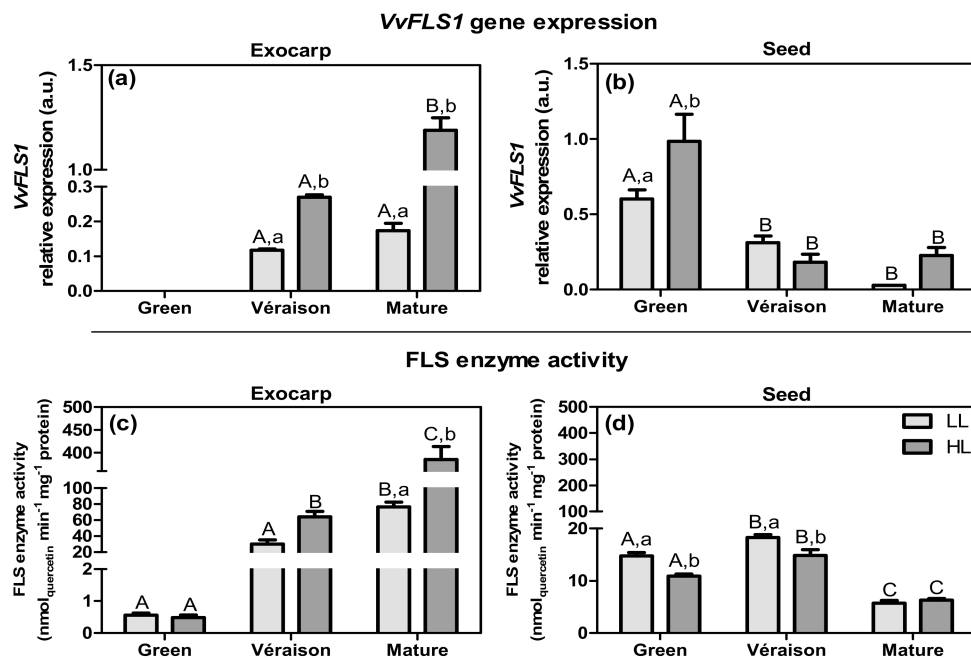 VvFLS1 gene expression
Exocarp
Seed
(a)
VvFLS1
relative expression (a.u.)
1.0
0.3
0.2
0.1
0.0
A,a
A,b
A,a
B,b
Green Véraison Mature
(b)
VvFLS1
relative expression (a.u.)
1.5
1.0
0.5
0.0
A,a
A,b
B
B
B
B
Green Véraison Mature
FLS enzyme activity
Exocarp
Seed
(c)
FLS enzyme activity
(nmolquercetin min-1 mg-1 protein)
500
450
400
100
80
60
40
20
2
1
0
A
A
A
B
B,a
C,b
Green Véraison Mature
(d)
LL
HL
FLS enzyme activity
(nmolquercetin min-1 mg-1 protein)
500
400
300
200
100
20
10
0
A,a
A,b
B,a
B,b
C
C
Green Véraison Mature